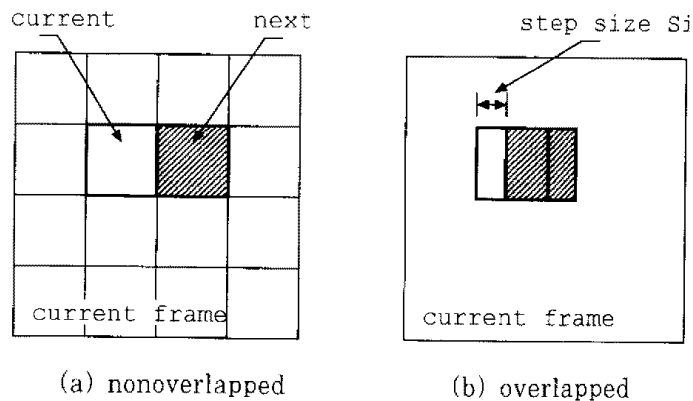 current next
step size Si
current frame
current frame
(a) nonoverlapped
(b) overlapped